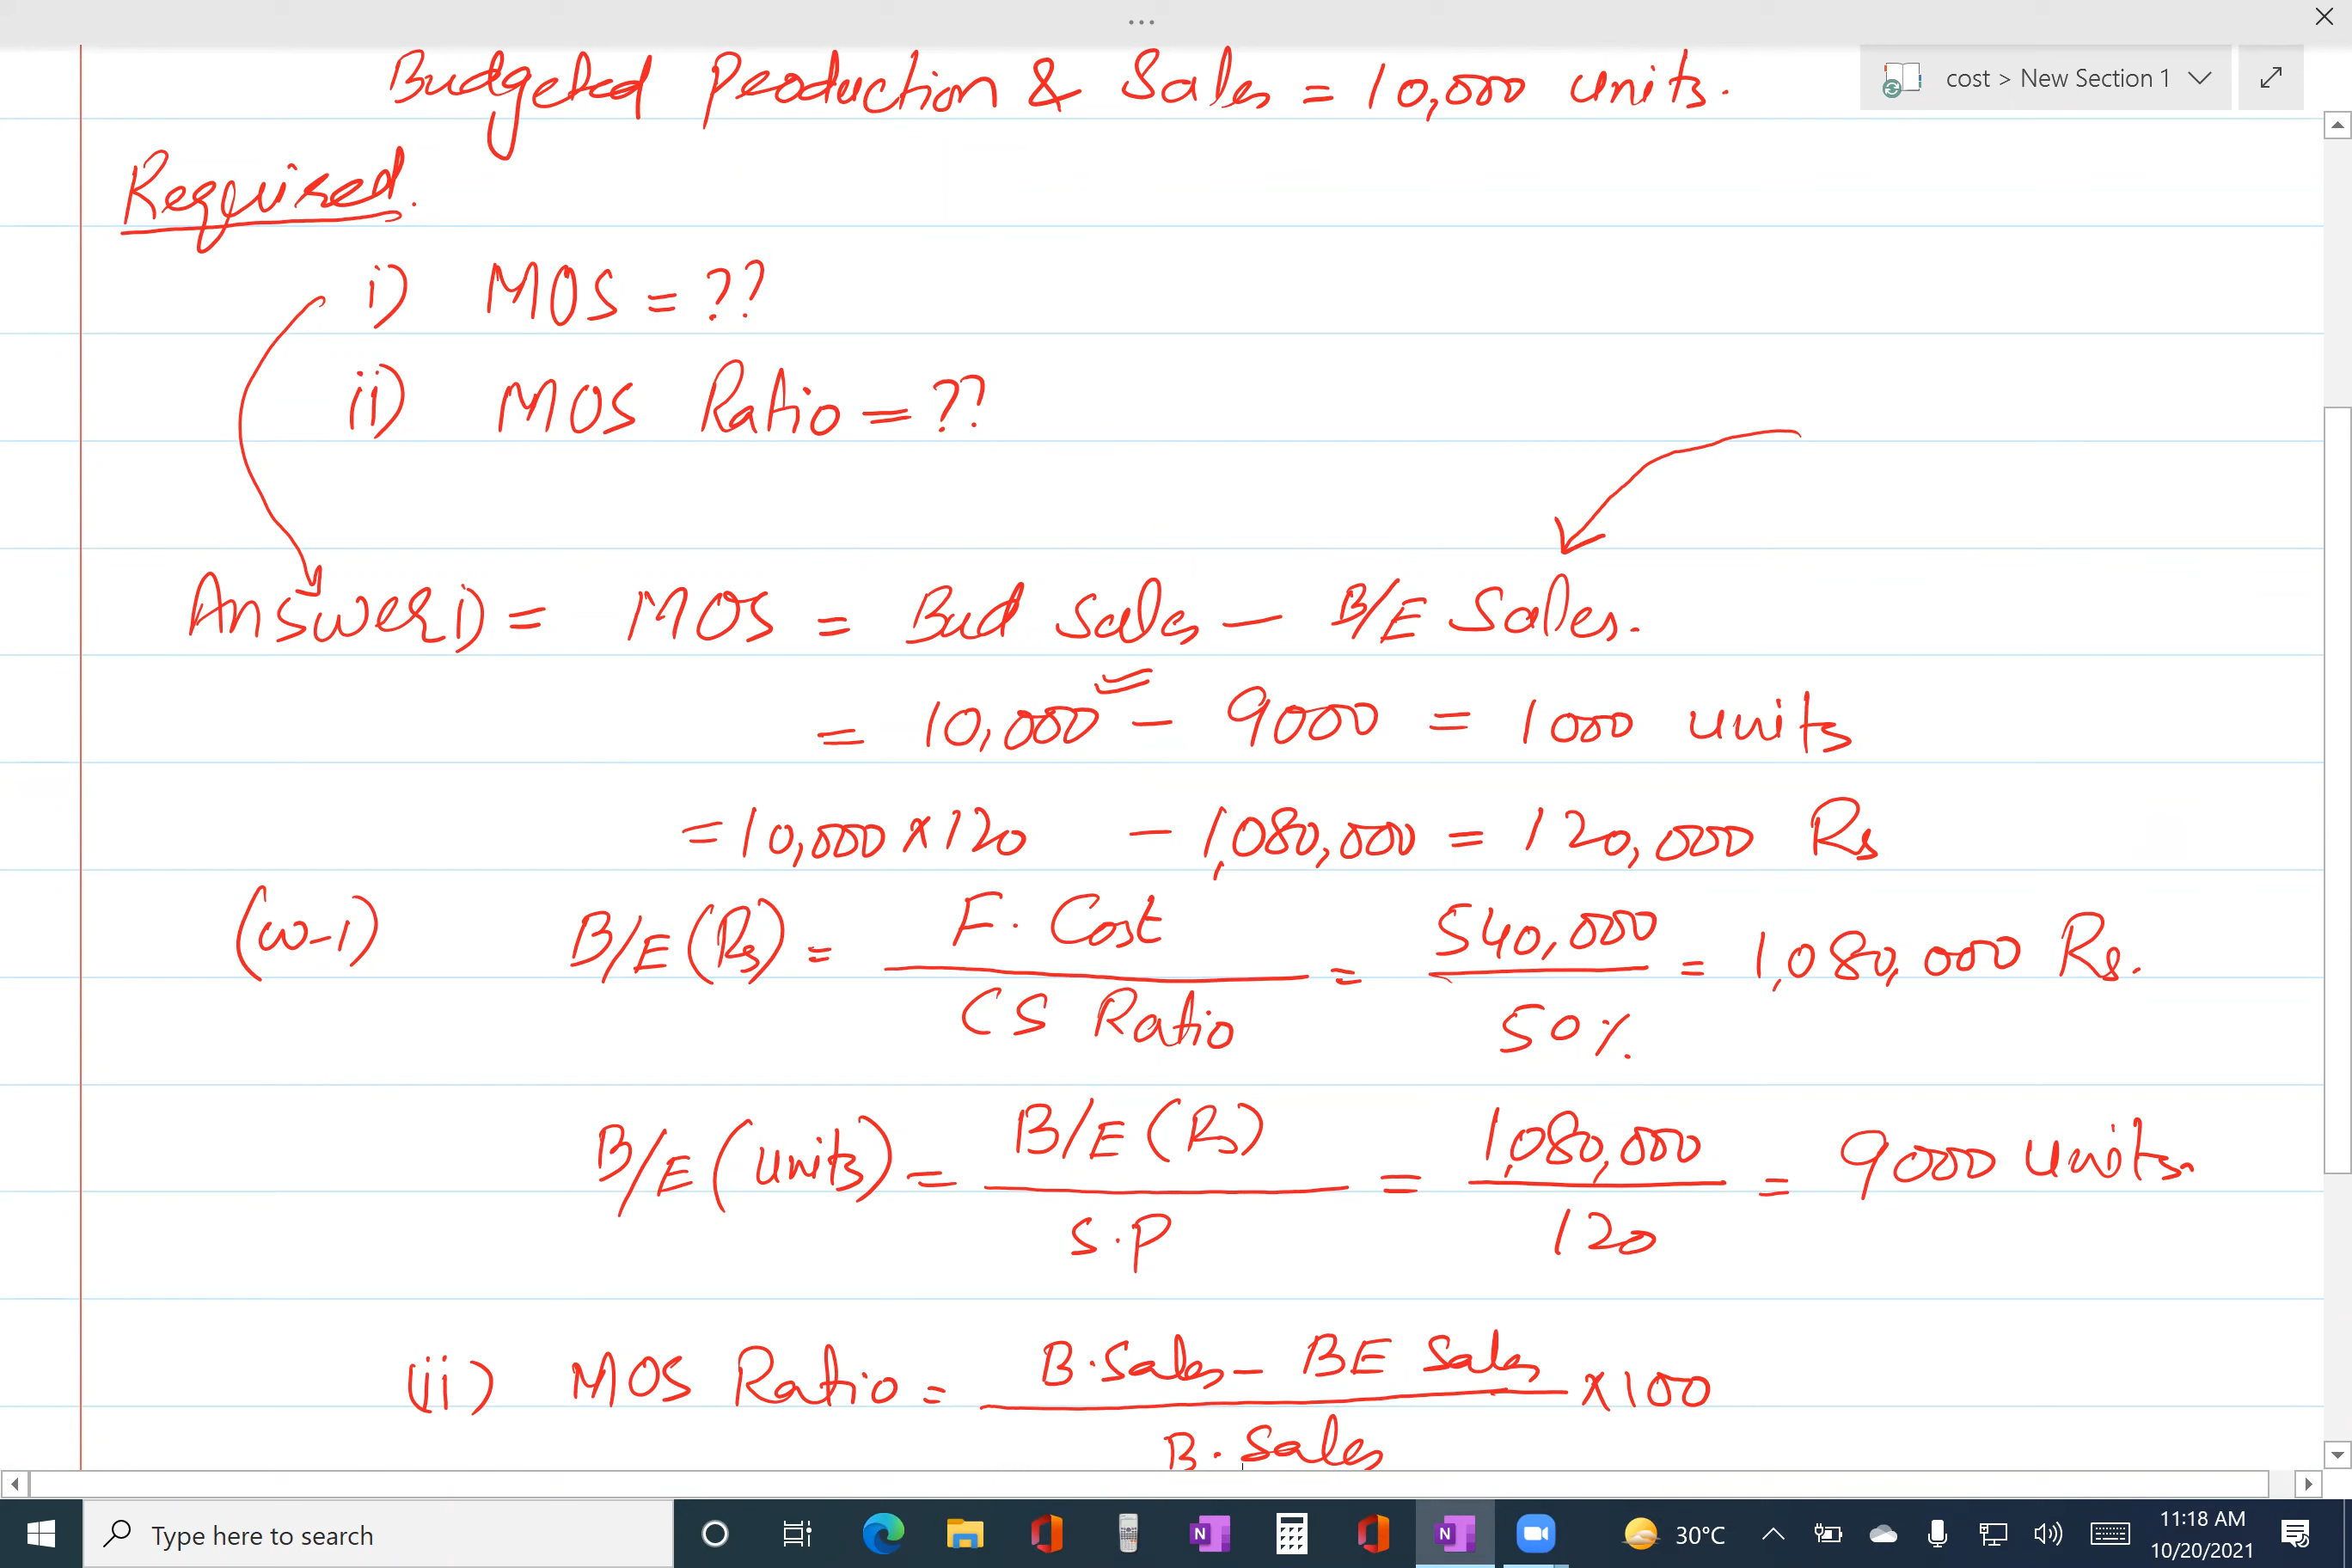 ...
cost > New Section 1
Budgeted Production & Sales = 10,000 units.
Required.
i) MOS = ??
ii) MOS Ratio = ??
Answer i) = MOS = Bud Sales - B/E Sales.
= 10,000 - 9000 = 1000 units
= 10,000 x 120 - 1,080,000 = 120,000 Rs
(w-1) B/E (Rs) = F. Cost / CS Ratio = 540,000 / 50% = 1,080,000 Rs.
B/E (units) = B/E (Rs) / S.P = 1,080,000 / 120 = 9000 units.
(ii) MOS Ratio = B. Sales - BE Sales / B. Sales x 100
Type here to search
N
N
30°C
11:18 AM
10/20/2021